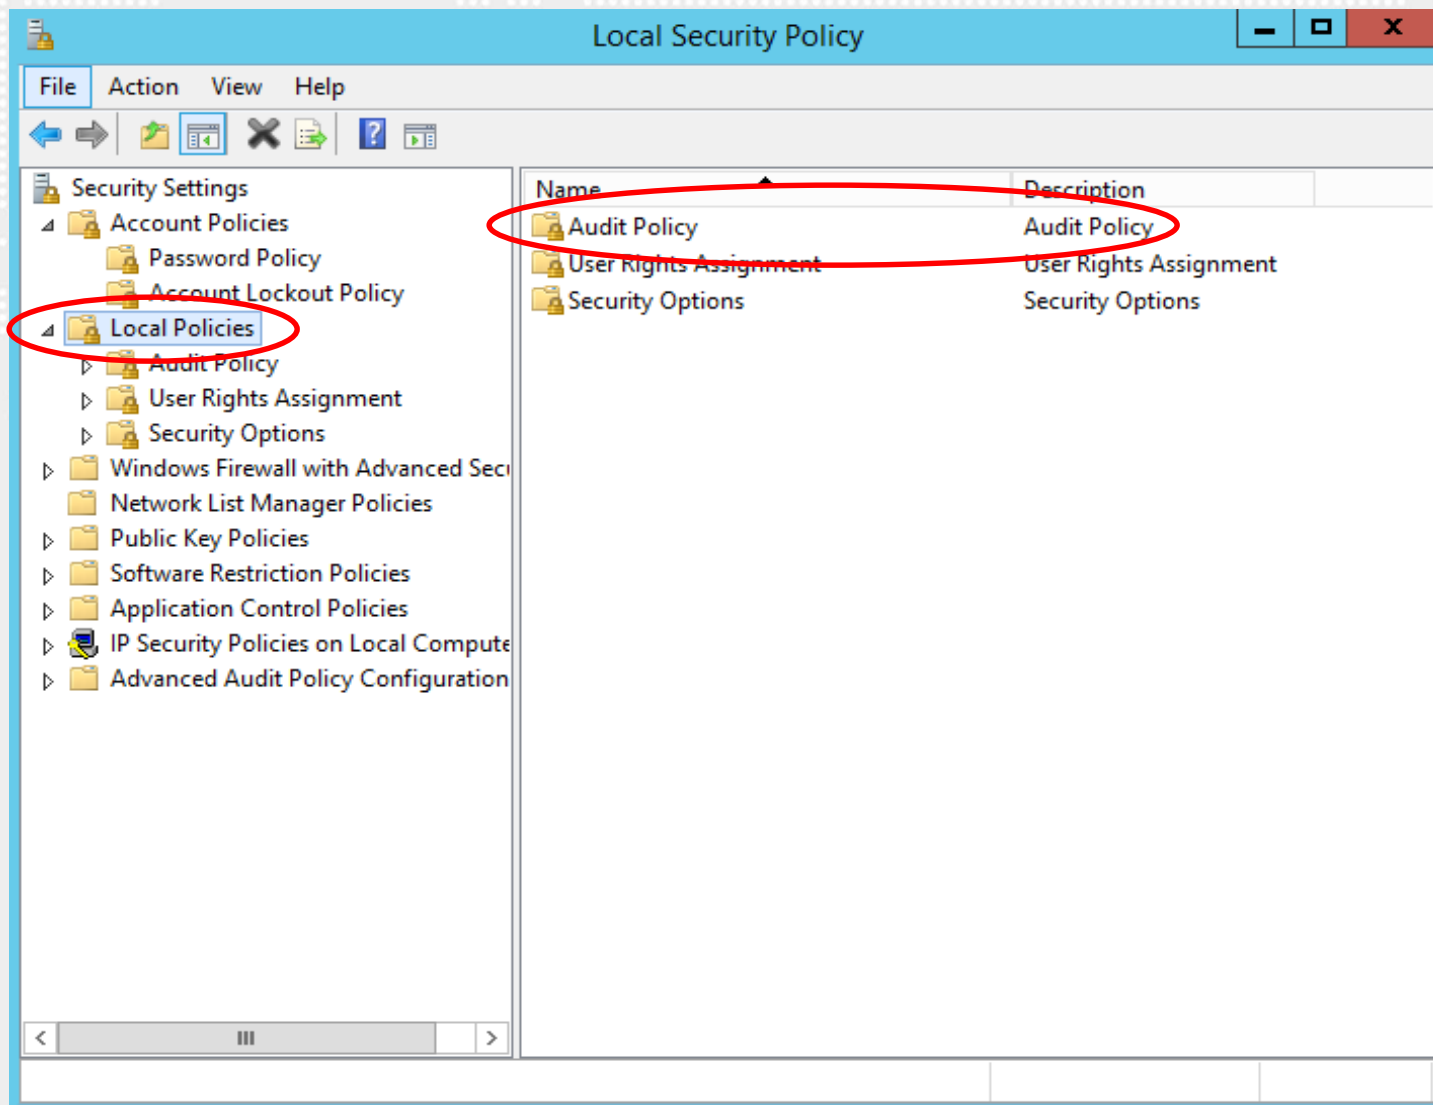 Local Security Policy
File Action View Help
Security Settings
Account Policies
Password Policy
Account Lockout Policy
Local Policies
Audit Policy
User Rights Assignment
Security Options
Windows Firewall with Advanced Secu
Network List Manager Policies
Public Key Policies
Software Restriction Policies
Application Control Policies
IP Security Policies on Local Compute
Advanced Audit Policy Configuration
Name Description
Audit Policy Audit Policy
User Rights Assignment User Rights Assignment
Security Options Security Options